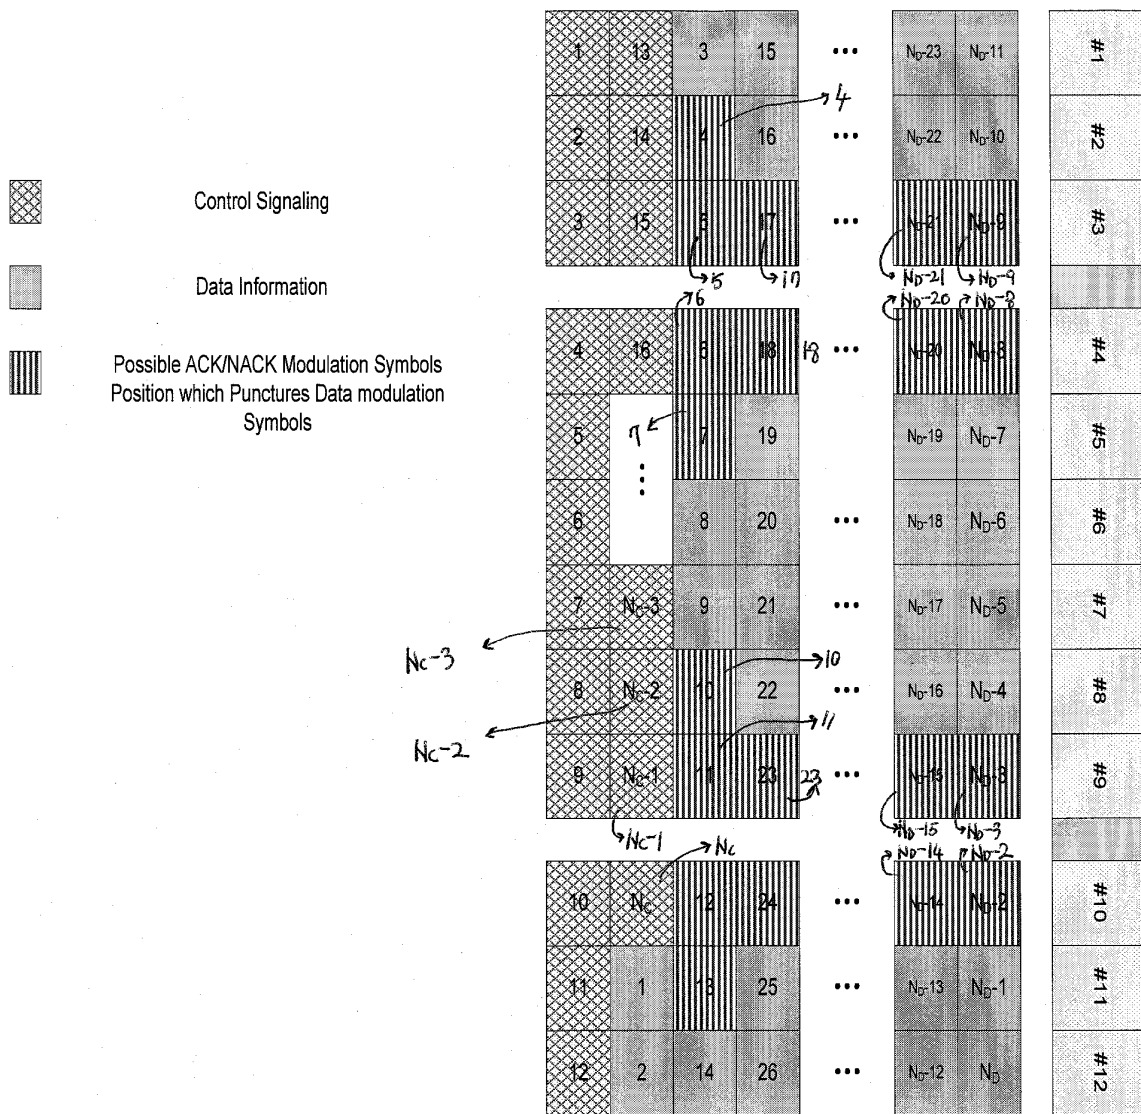 1 13 3 15 ••• N_D-23 N_D-11 #1
4
2 14 4 16 ••• N_D-22 N_D-10 #2
Control Signaling
3 15 5 17 ••• N_D-21 N_D-9 #3
5 17 N_D-21 N_D-9
Data Information
6 N_D-20 N_D-8
4 16 6 18 18 ••• N_D-20 N_D-8 #4
Possible ACK/NACK Modulation Symbols
Position which Punctures Data modulation
Symbols
5 7 7 19 N_D-19 N_D-7 #5
6 8 20 ••• N_D-18 N_D-6 #6
7 N_C-3 9 21 ••• N_D-17 N_D-5 #7
N_C-3 10
8 N_C-2 10 22 ••• N_D-16 N_D-4 #8
11
N_C-2
9 N_C-1 11 23 23 ••• N_D-15 N_D-3 #9
N_C-1 N_D-15 N_D-3
N_C N_D-14 N_D-2
10 N_C 12 24 ••• N_D-14 N_D-2 #10
11 1 13 25 ••• N_D-13 N_D-1 #11
12 2 14 26 ••• N_D-12 N_D #12